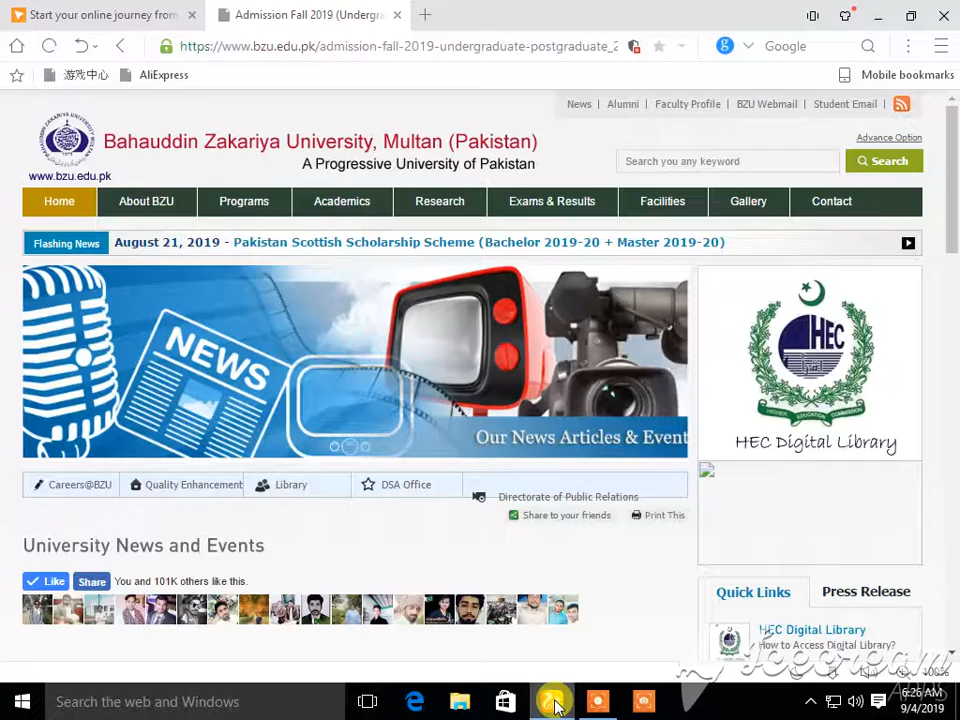 Start your online journey from
Admission Fall 2019 (Undergra
https://www.bzu.edu.pk/admission-fall-2019-undergraduate-postgraduate_2
g
Google
游戏中心
AliExpress
Mobile bookmarks
News | Alumni | Faculty Profile | BZU Webmail | Student Email |
Bahauddin Zakariya University, Multan (Pakistan)
A Progressive University of Pakistan
www.bzu.edu.pk
Advance Option
Search you any keyword
Search
Home
About BZU
Programs
Academics
Research
Exams & Results
Facilities
Gallery
Contact
Flashing News
August 21, 2019 - Pakistan Scottish Scholarship Scheme (Bachelor 2019-20 + Master 2019-20)
NEWS
Our News Articles & Event
HEC
HIGHER EDUCATION COMMISSION
HEC Digital Library
Careers@BZU
Quality Enhancement
Library
DSA Office
Directorate of Public Relations
Share to your friends
Print This
University News and Events
Like
Share
You and 101K others like this.
Quick Links
Press Release
HEC Digital Library
How to Access Digital Library?
Icecream
Apps
100%
Search the web and Windows
6:26 AM
9/4/2019